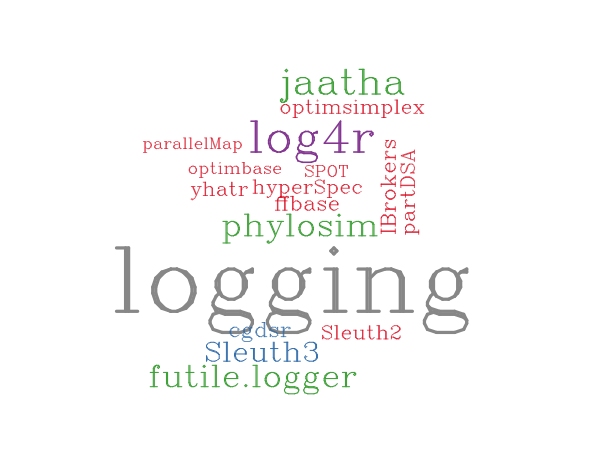 jaatha
optimsimplex
log4r
parallelMap
optimbase
SPOT
yhatr
hyperSpec
ffbase
IBrokers
partDSA
phylosim
logging
cgdsr
Sleuth2
Sleuth3
futile.logger